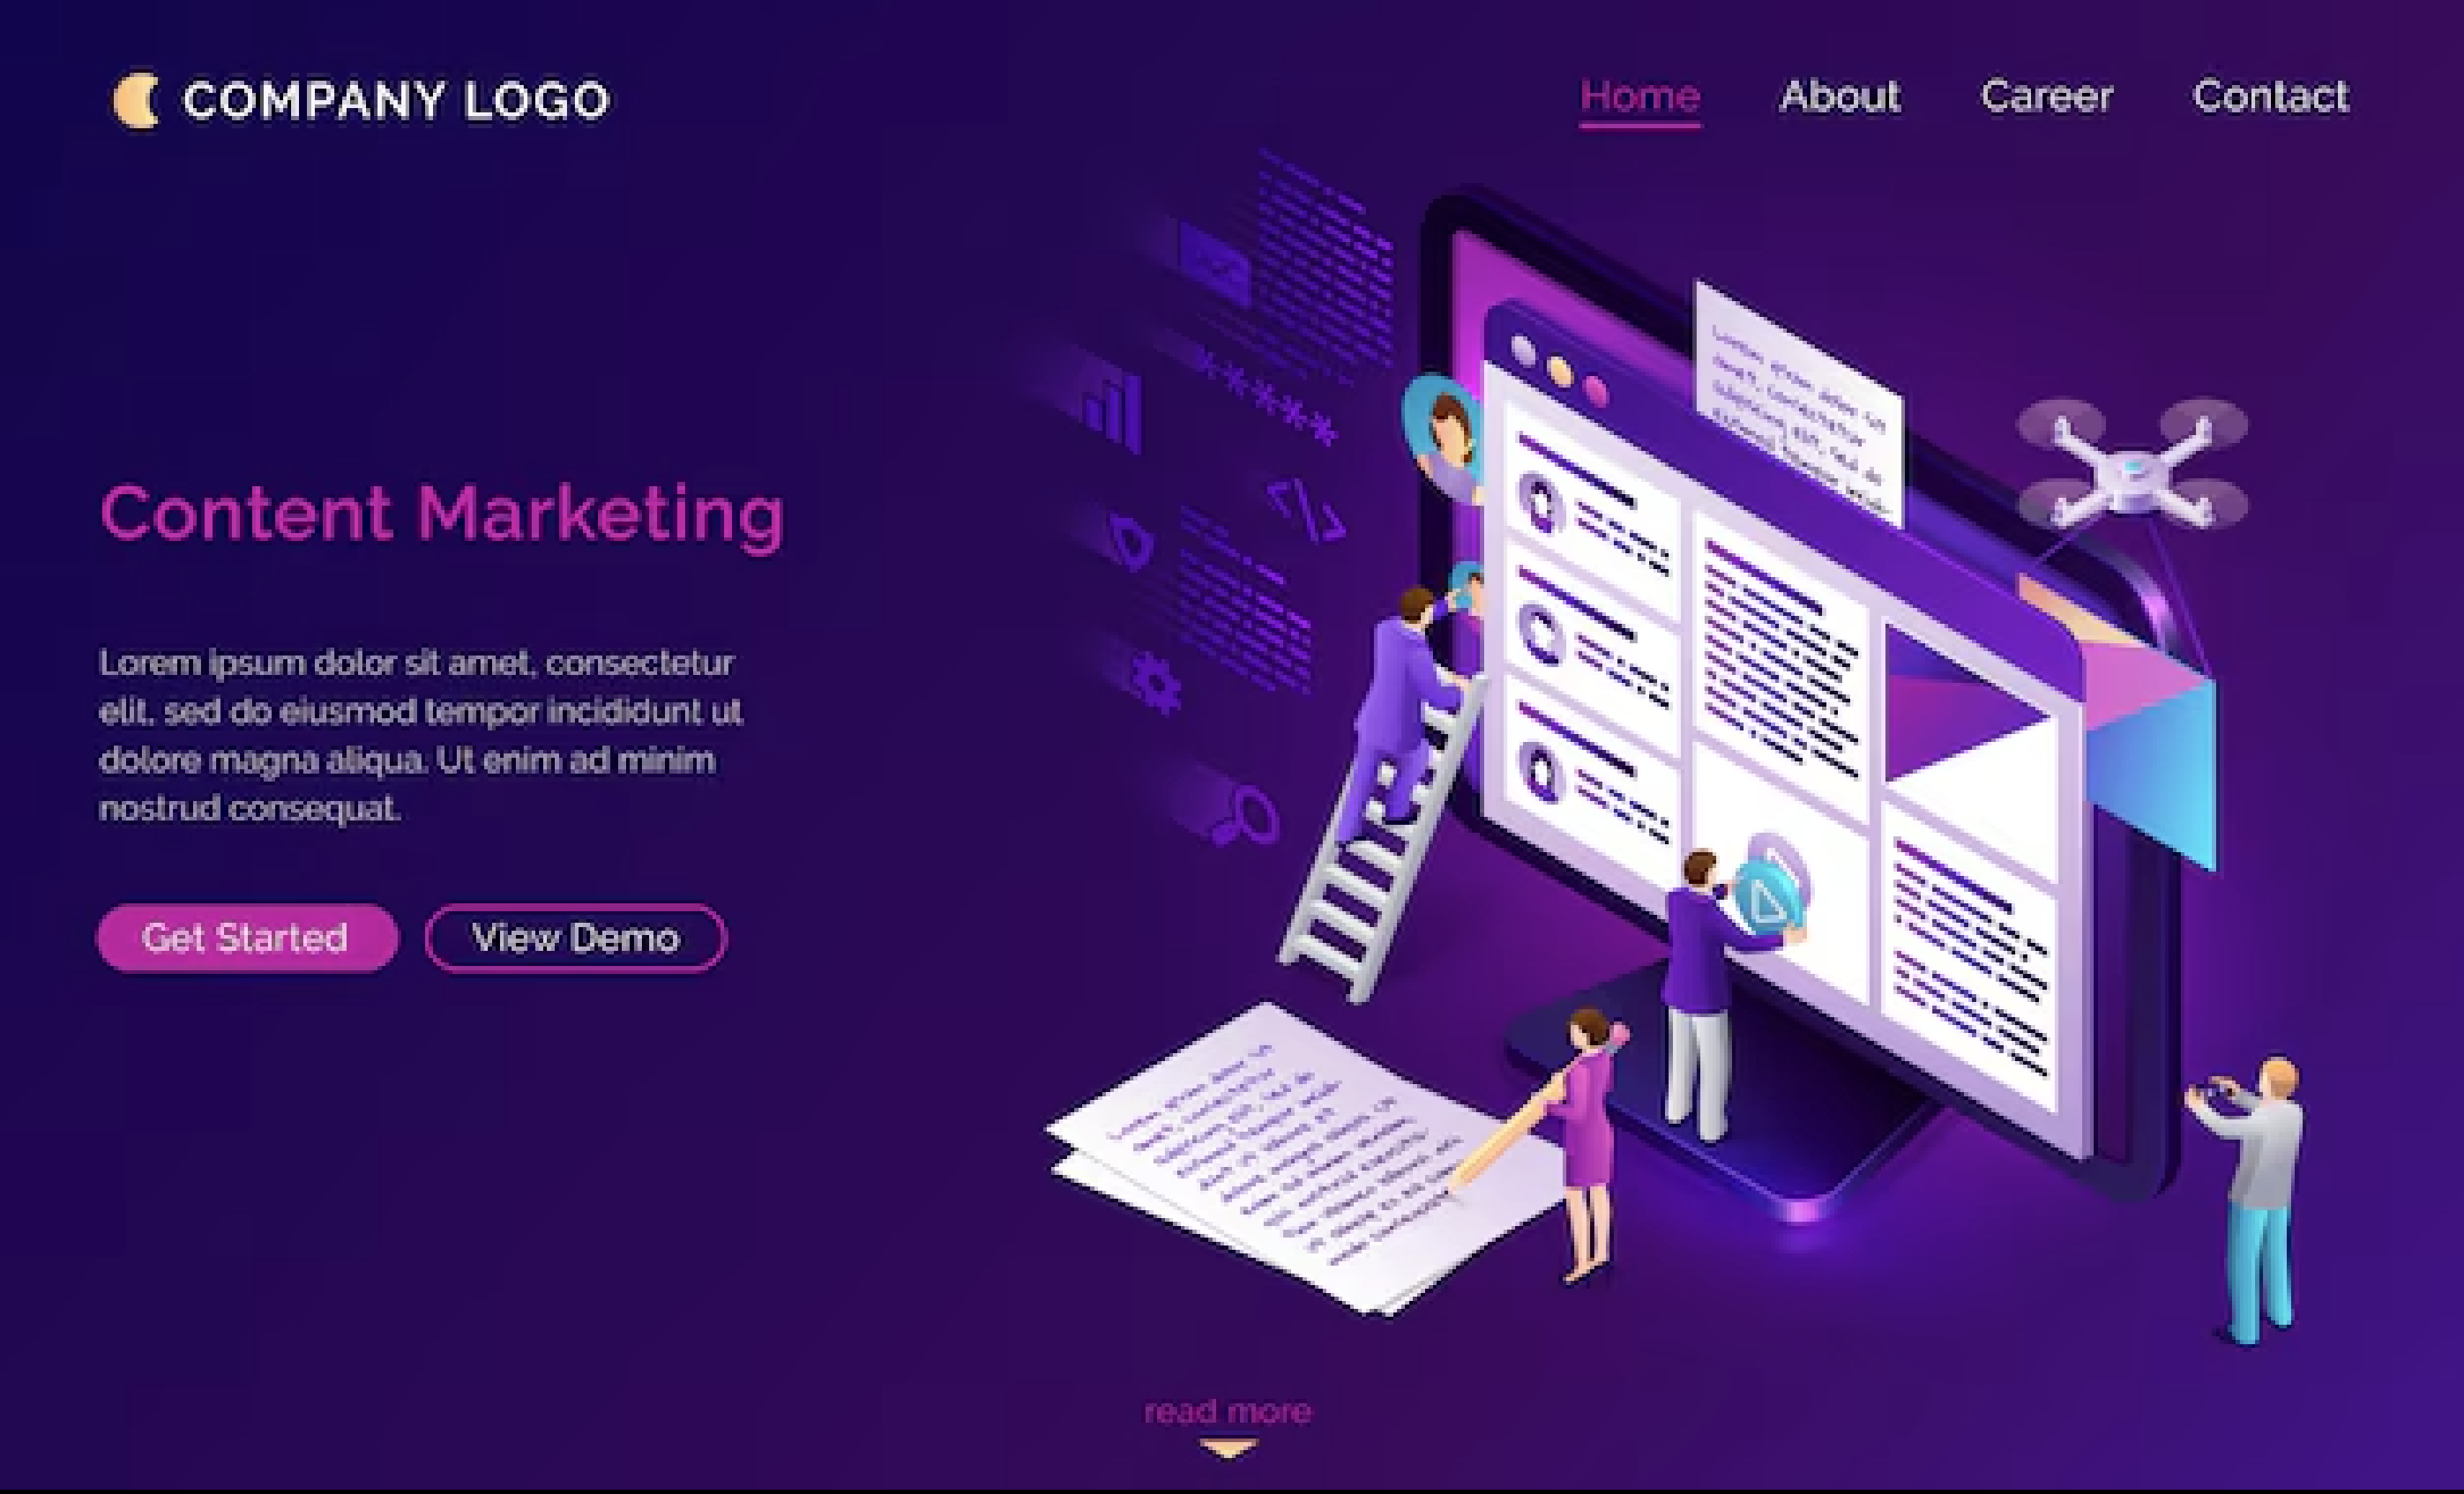 COMPANY LOGO
Home About Career Contact
Content Marketing
Lorem ipsum dolor sit amet, consectetur
elit, sed do eiusmod tempor incididunt ut
dolore magna aliqua. Ut enim ad minim
nostrud consequat.
Get Started View Demo
read more